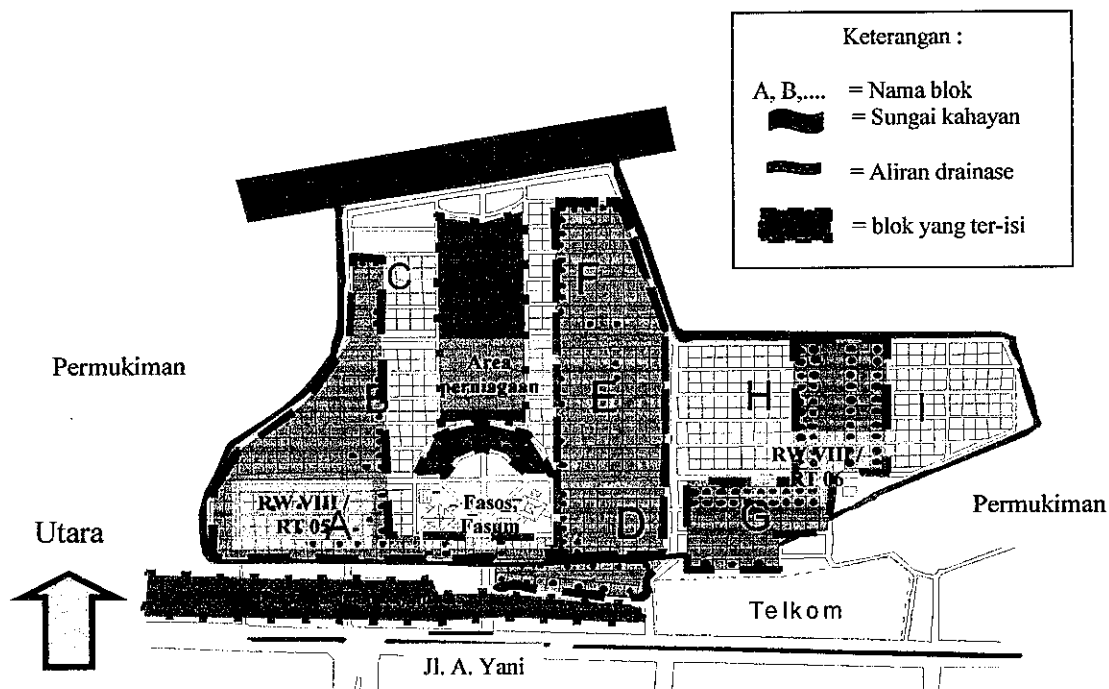 Keterangan :
A, B,.... = Nama blok
= Sungai kahayan
= Aliran drainase
= blok yang ter-isi
C
F
Permukiman
Area
perniagaan
B
E
H
I
RW VIII /
RT 06
RW VIII /
RT 05
A
Fasos,
Fasum
D
G
Permukiman
Utara
Telkom
Jl. A. Yani